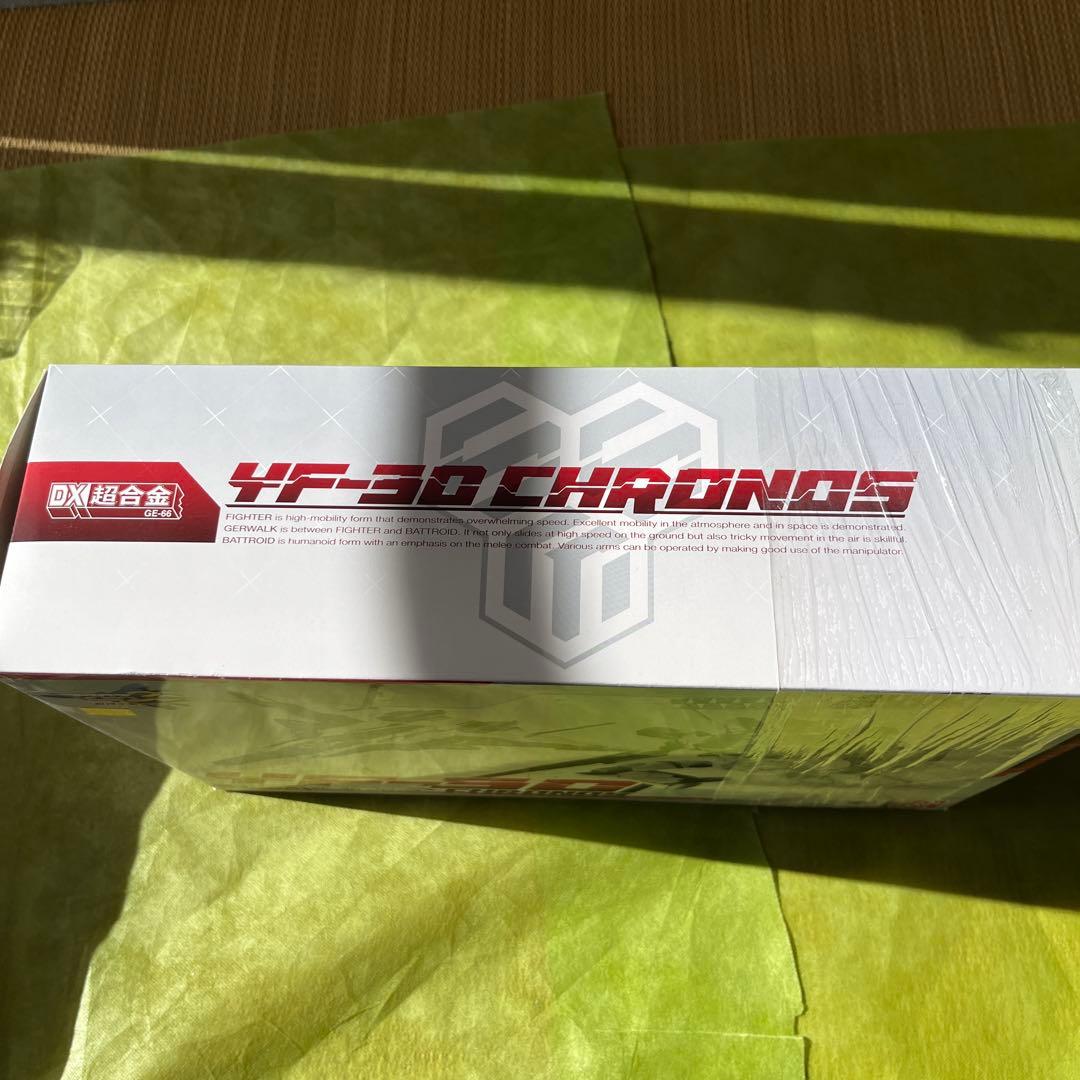 DX超合金
GE-66
YF-30 CHRONOS
FIGHTER is high-mobility form that demonstrates overwhelming speed. Excellent mobility in the atmosphere and in space is demonstrated.
GERWALK is between FIGHTER and BATTROID. It not only slides at high speed on the ground but also tricky movement in the air is skillful.
BATTROID is humanoid form with an emphasis on the melee combat. Various arms can be operated by making good use of the manipulator.
YF-30